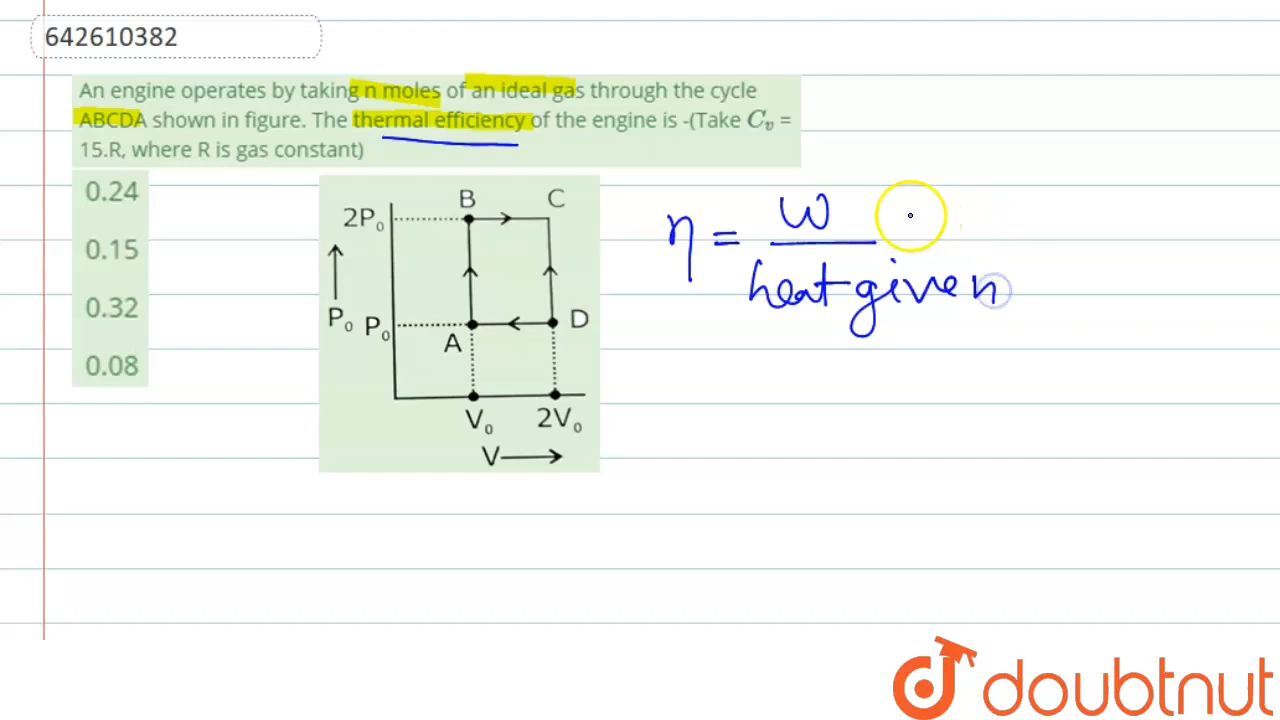 642610382
An engine operates by taking n moles of an ideal gas through the cycle
ABCDA shown in figure. The thermal efficiency of the engine is -(Take Cᵥ =
15.R, where R is gas constant)
0.24
0.15
0.32
0.08
B C
2P₀
P₀ P₀
A D
V₀ 2V₀
V
η = W
heat given
doubtnut